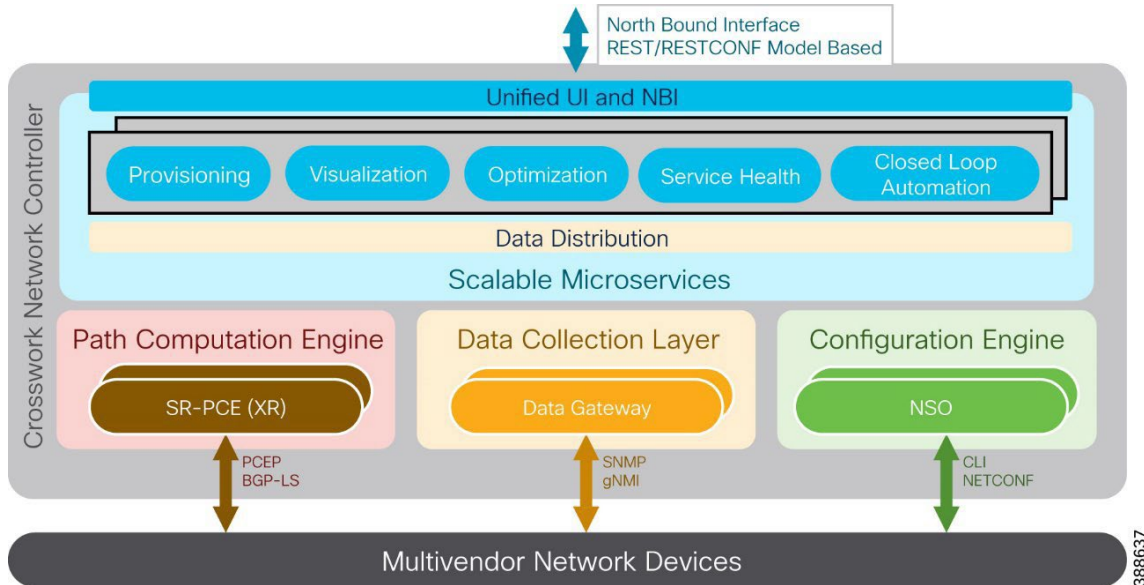 North Bound Interface
REST/RESTCONF Model Based
Crosswork Network Controller
Unified UI and NBI
Provisioning
Visualization
Optimization
Service Health
Closed Loop
Automation
Data Distribution
Scalable Microservices
Path Computation Engine
SR-PCE (XR)
PCEP
BGP-LS
Data Collection Layer
Data Gateway
SNMP
gNMI
Configuration Engine
NSO
CLI
NETCONF
Multivendor Network Devices
388637